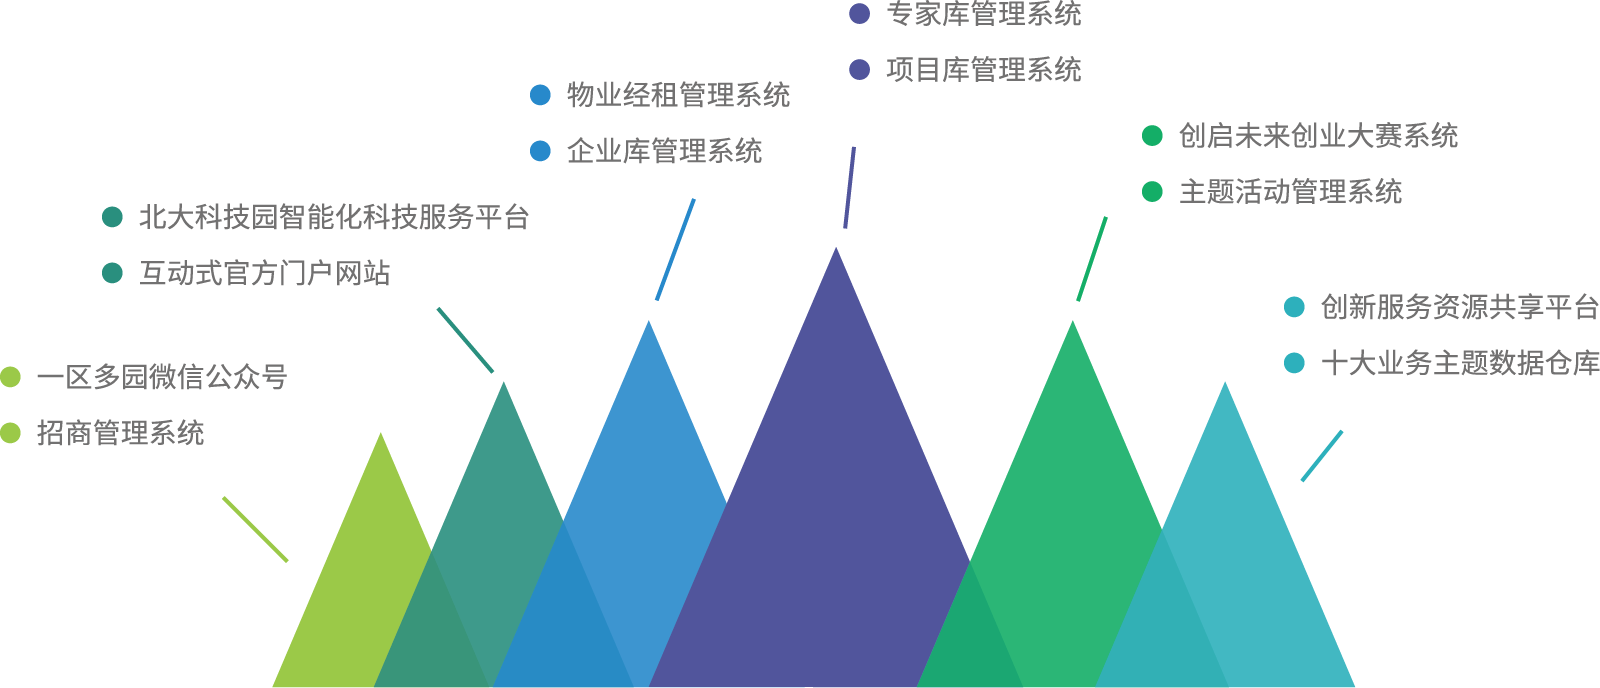 专家库管理系统
项目库管理系统
物业经租管理系统
企业库管理系统
创启未来创业大赛系统
主题活动管理系统
北大科技园智能化科技服务平台
互动式官方门户网站
创新服务资源共享平台
十大业务主题数据仓库
一区多园微信公众号
招商管理系统